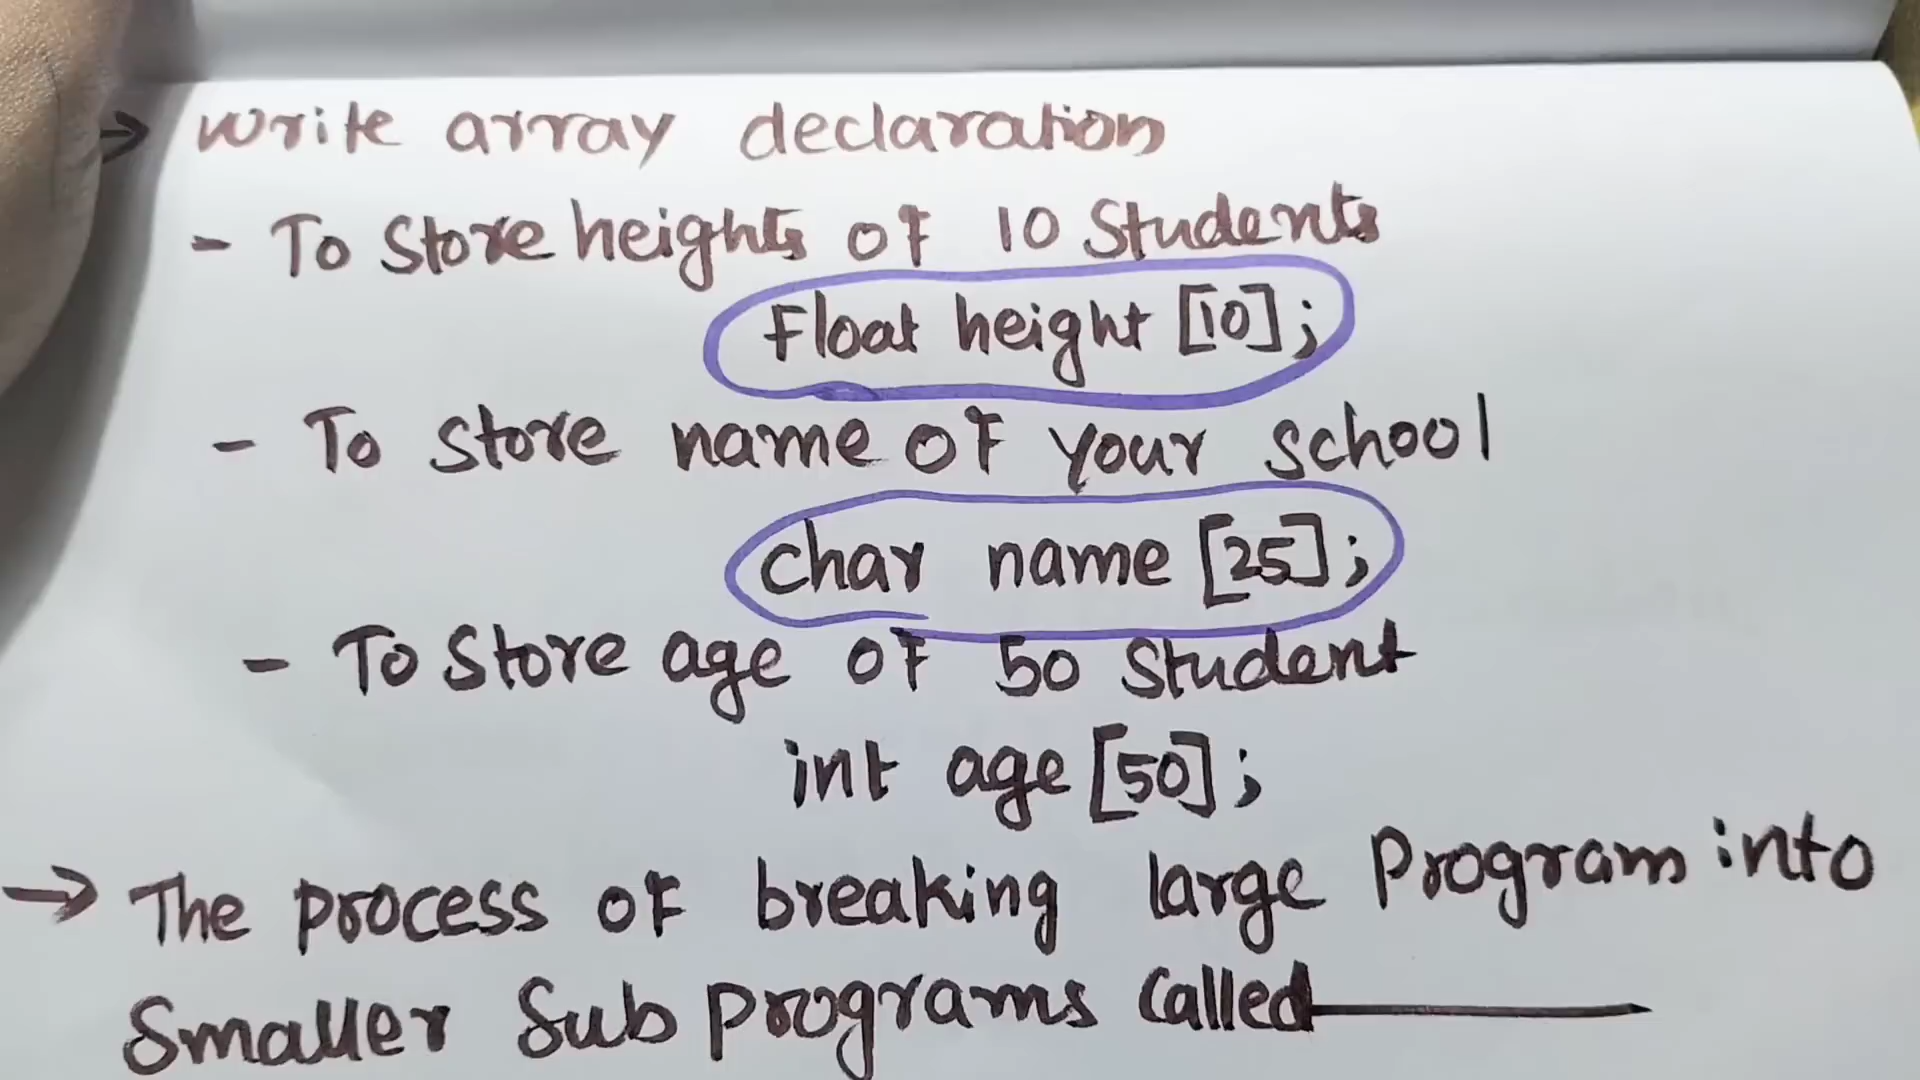 → Write array declaration
- To Store heights of 10 Students
Float height [10];
- To store name of your school
char name [25];
- To Store age of 50 Student
int age [50];
→ The process of breaking large Program into
Smaller Sub programs called